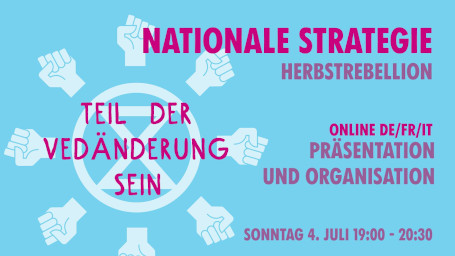 NATIONALE STRATEGIE
HERBSTREBELLION
TEIL DER
VEDÄNDERUNG
SEIN
ONLINE DE/FR/IT
PRÄSENTATION
UND ORGANISATION
SONNTAG 4. JULI 19:00 - 20:30